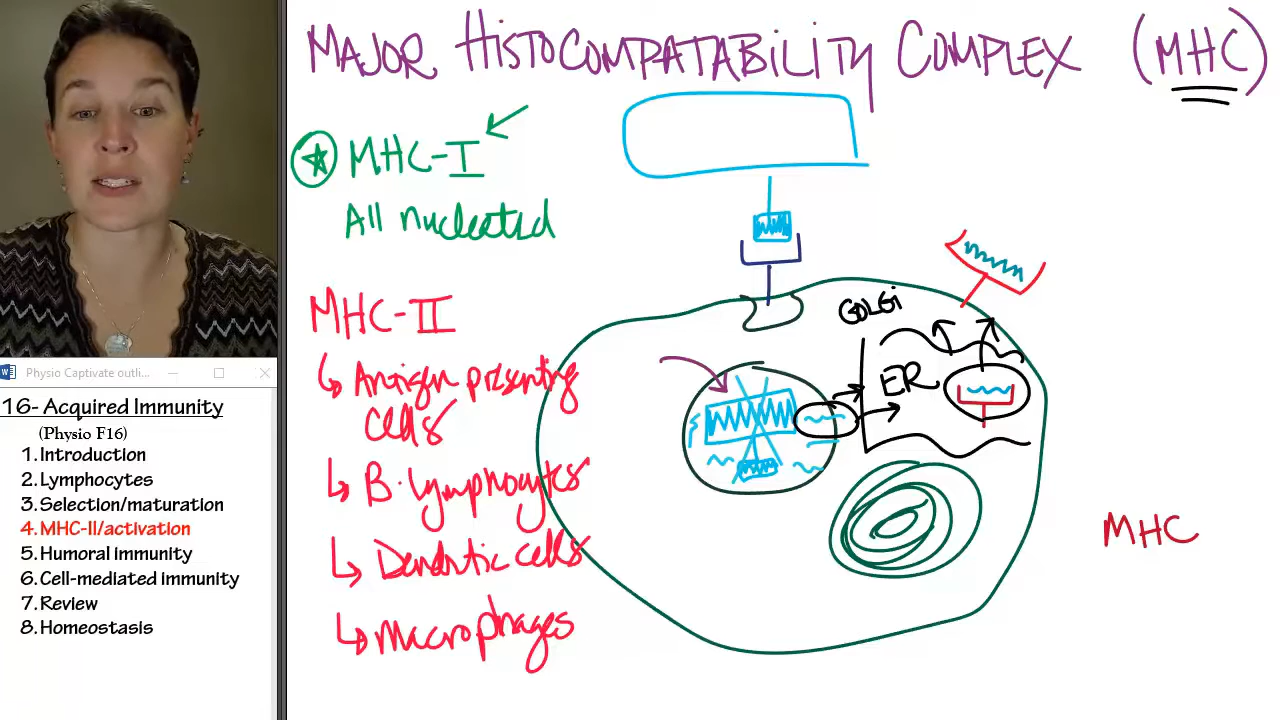 MAJOR HISTOCOMPATABILITY COMPLEX (MHC)
MHC-I
All nucleated
MHC-II
Antigen presenting
cells
B. lymphocytes
Dendritic cells
Macrophages
GOLGi
ER
MHC
Physio Captivate outli...
16- Acquired Immunity
(Physio F16)
1. Introduction
2. Lymphocytes
3. Selection/maturation
4. MHC-II/activation
5. Humoral immunity
6. Cell-mediated immunity
7. Review
8. Homeostasis